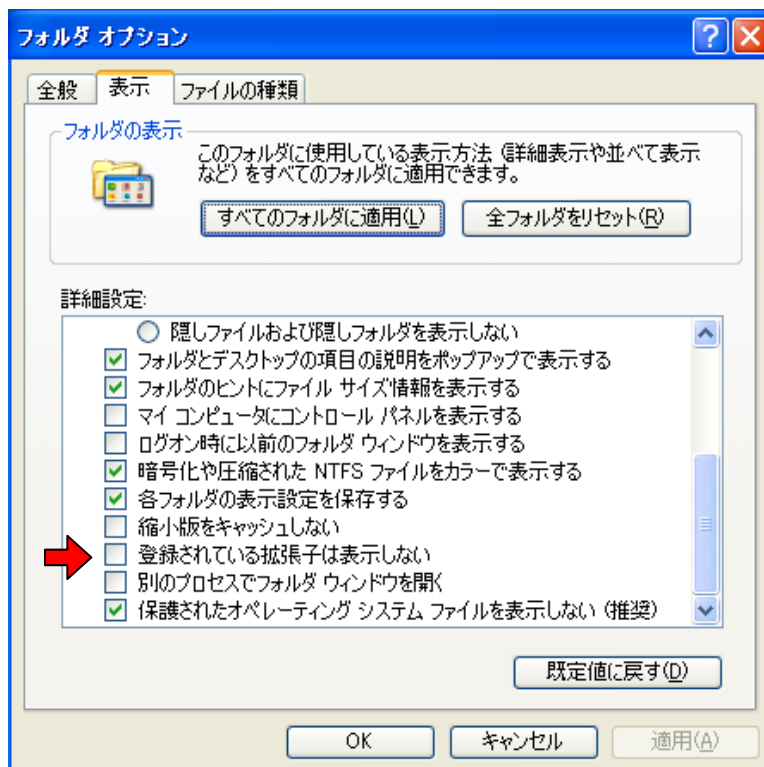 フォルダ オプション
全般
表示
ファイルの種類
フォルダの表示
このフォルダに使用している表示方法 (詳細表示や並べて表示
など) をすべてのフォルダに適用できます。
すべてのフォルダに適用(L)
全フォルダをリセット(R)
詳細設定:
隠しファイルおよび隠しフォルダを表示しない
フォルダとデスクトップの項目の説明をポップアップで表示する
フォルダのヒントにファイル サイズ情報を表示する
マイ コンピュータにコントロール パネルを表示する
ログオン時に以前のフォルダ ウィンドウを表示する
暗号化や圧縮された NTFS ファイルをカラーで表示する
各フォルダの表示設定を保存する
縮小版をキャッシュしない
登録されている拡張子は表示しない
別のプロセスでフォルダ ウィンドウを開く
保護されたオペレーティング システム ファイルを表示しない (推奨)
既定値に戻す(D)
OK
キャンセル
適用(A)